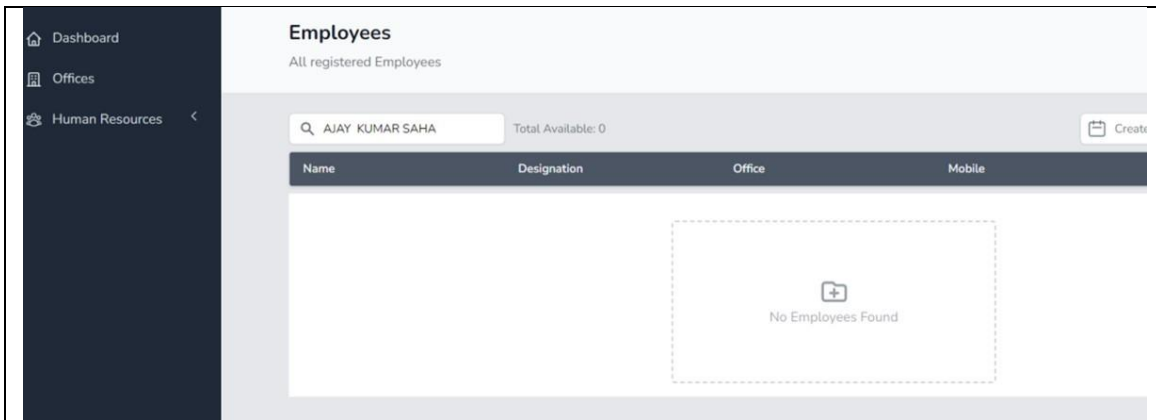 Dashboard
Offices
Human Resources
Employees
All registered Employees
AJAY KUMAR SAHA
Total Available: 0
Create
Name Designation Office Mobile
No Employees Found